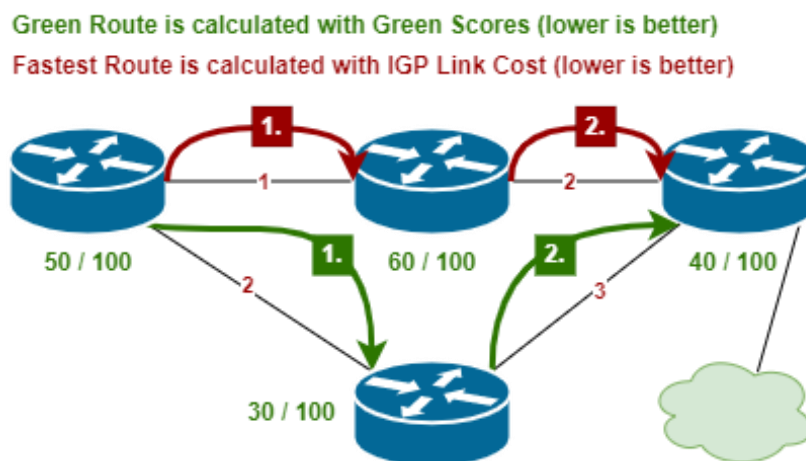 Green Route is calculated with Green Scores (lower is better)
Fastest Route is calculated with IGP Link Cost (lower is better)
1.
2.
1
2
50 / 100
1.
60 / 100
2.
40 / 100
2
3
30 / 100